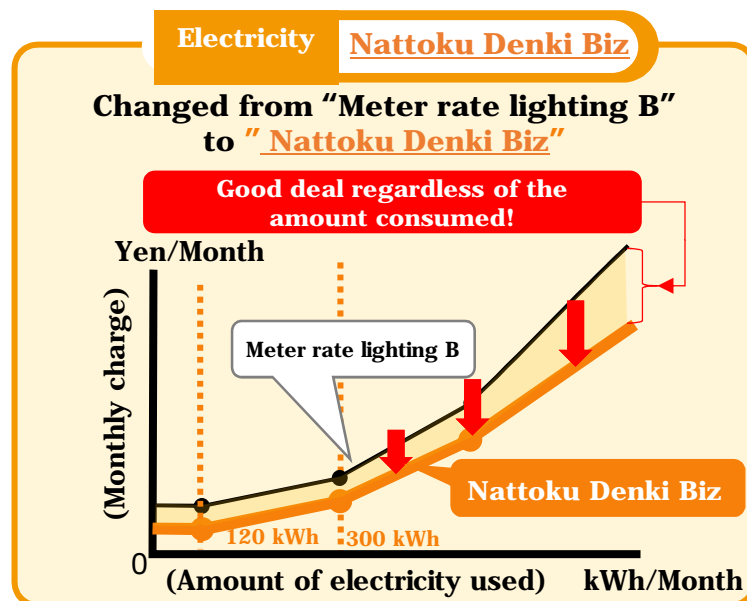 Electricity
Nattoku Denki Biz
Changed from “Meter rate lighting B”
to ” Nattoku Denki Biz”
Good deal regardless of the
amount consumed!
Yen/Month
(Monthly charge)
Meter rate lighting B
Nattoku Denki Biz
120 kWh
300 kWh
0
(Amount of electricity used)
kWh/Month